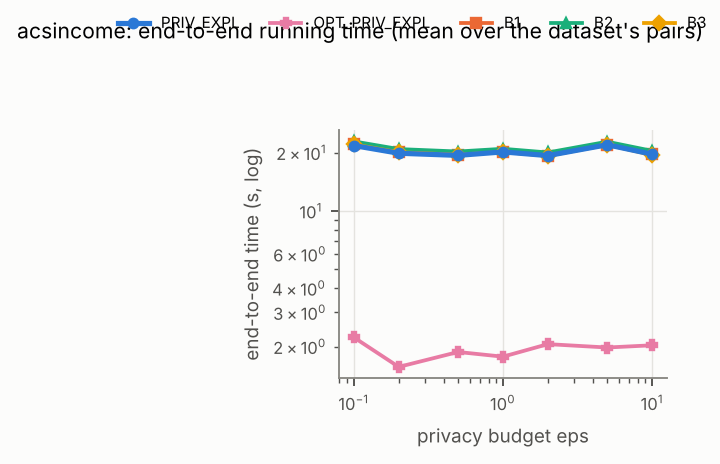 PRIV_EXPL OPT_PRIV_EXPL B1 B2 B3
acsincome: end-to-end running time (mean over the dataset's pairs)
end-to-end time (s, log)
2 × 10¹
10¹
6 × 10⁰
4 × 10⁰
3 × 10⁰
2 × 10⁰
10⁻¹ 10⁰ 10¹
privacy budget eps